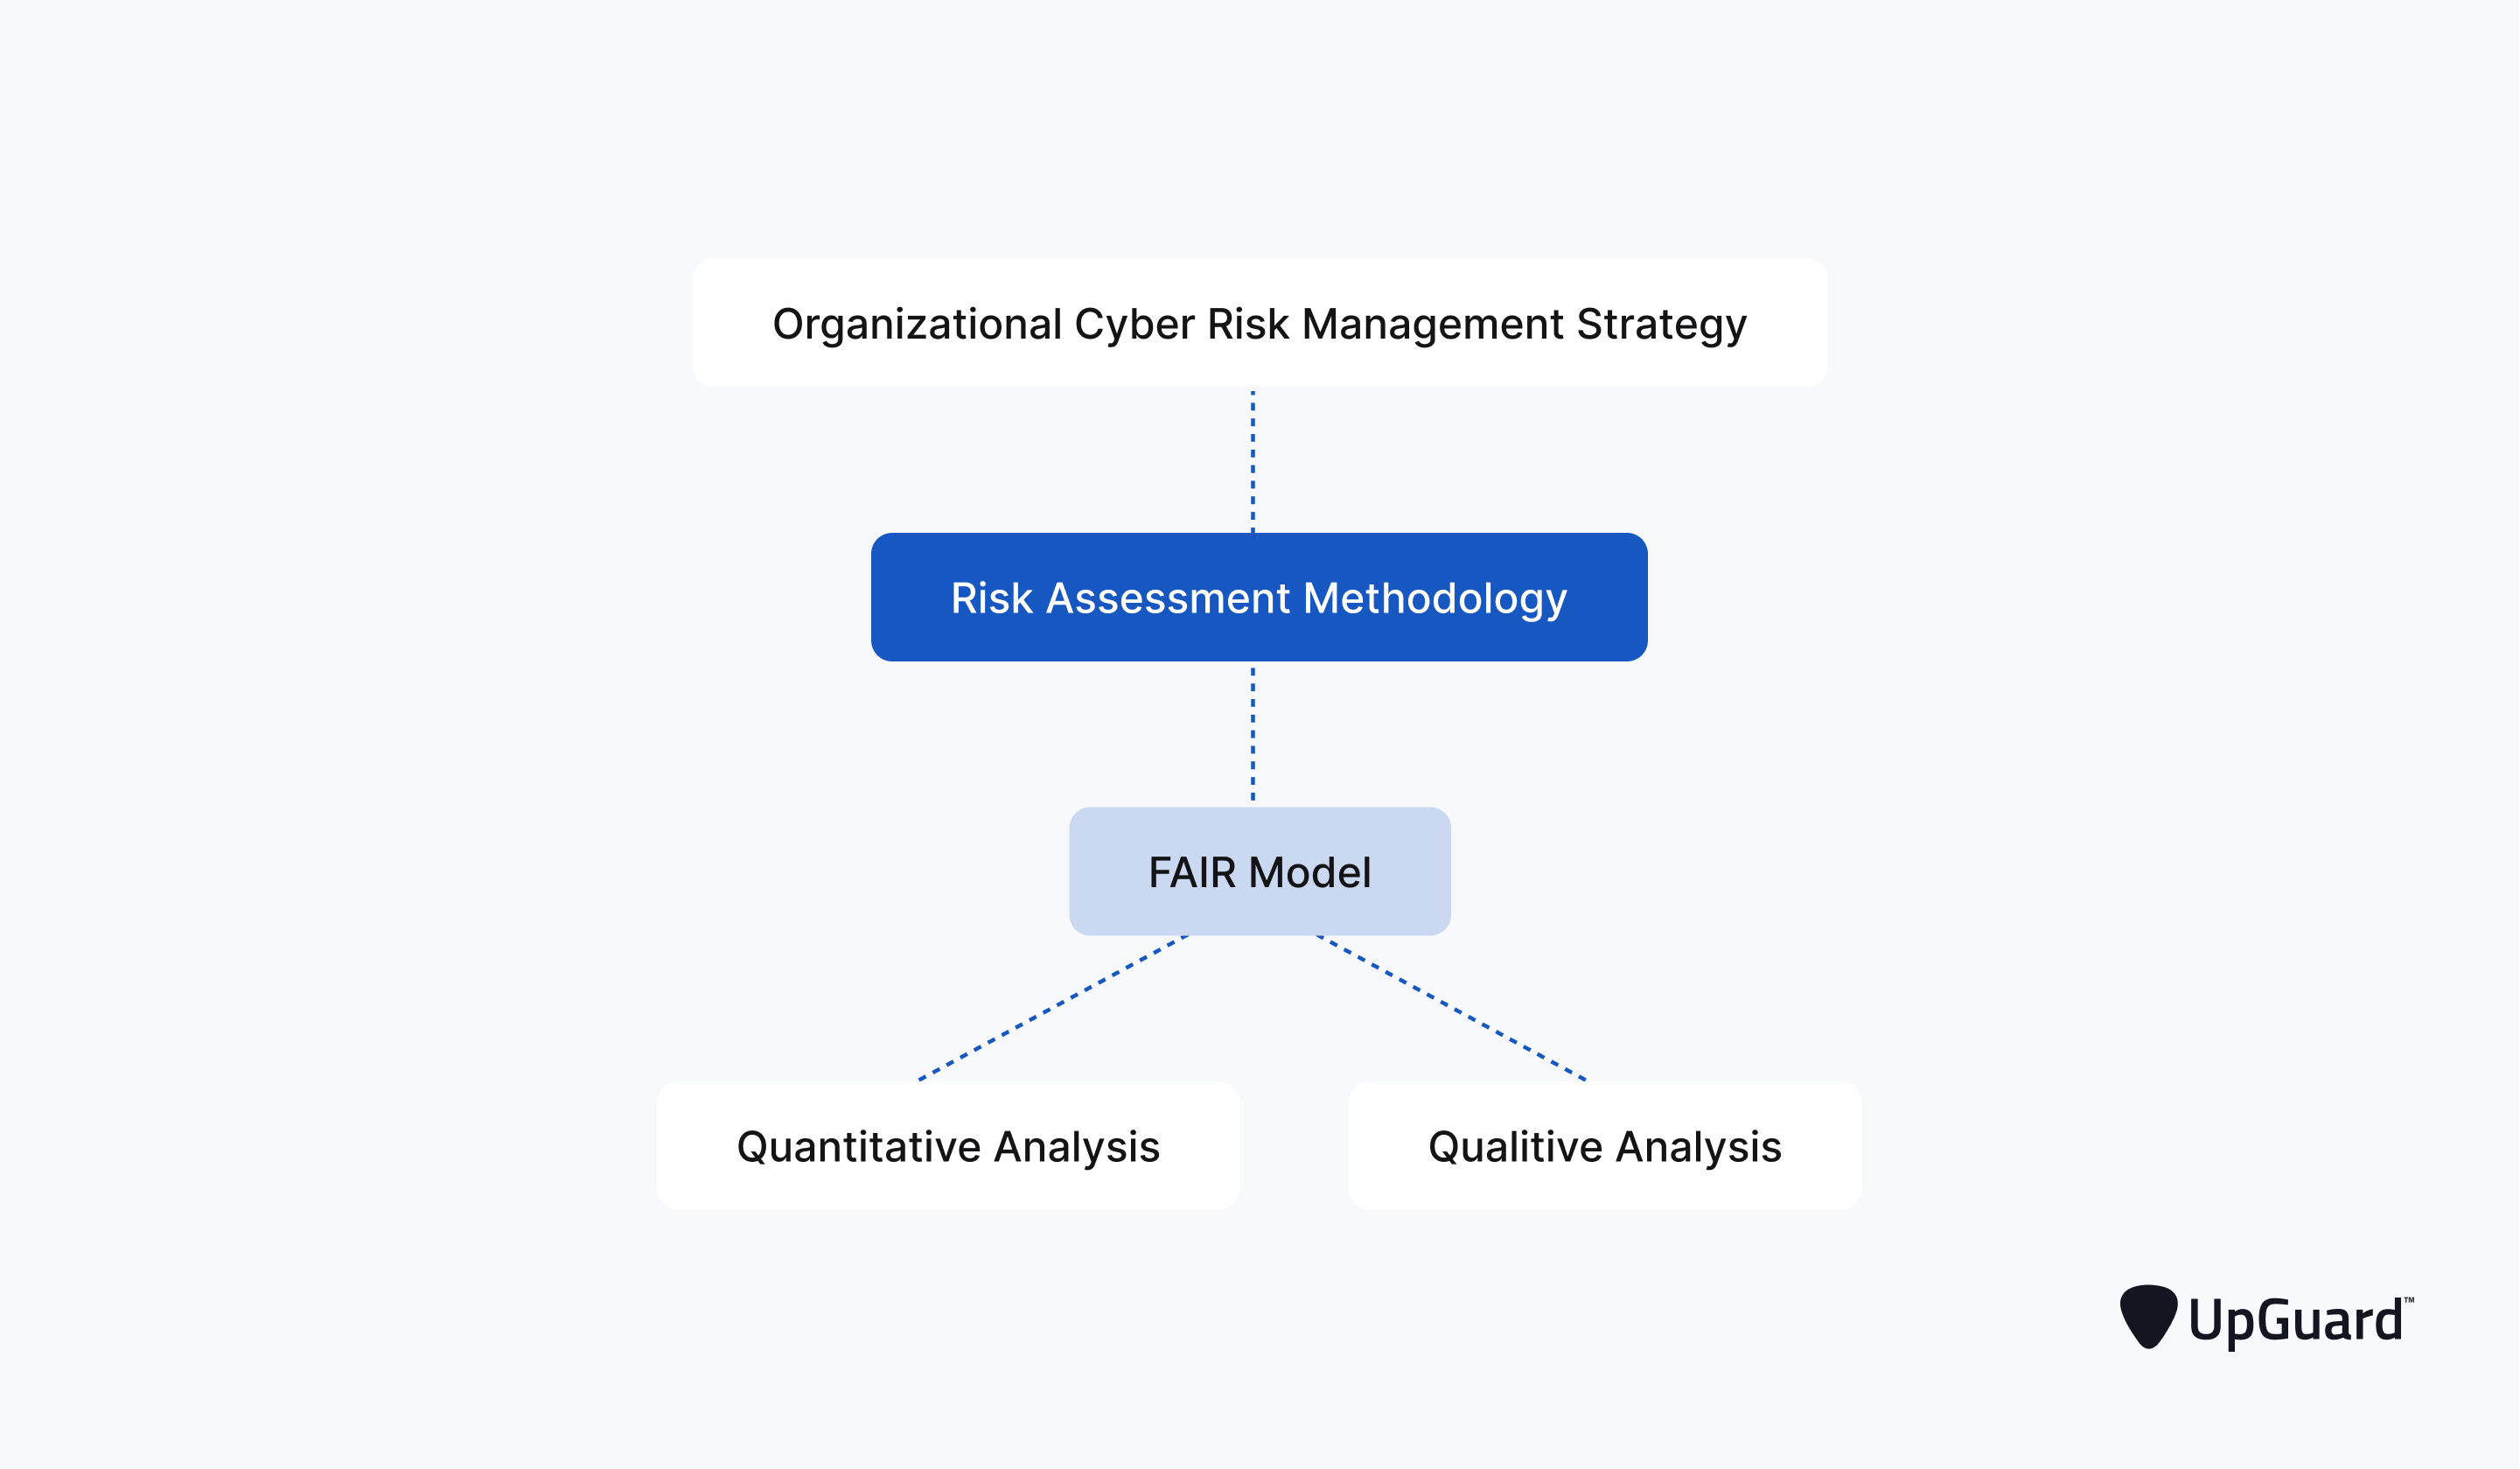 Organizational Cyber Risk Management Strategy
Risk Assessment Methodology
FAIR Model
Quantitative Analysis
Qualitive Analysis
UpGuard™